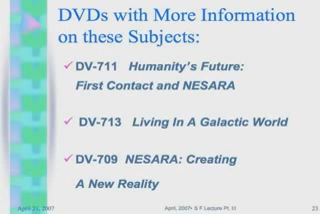 DVDs with More Information
on these Subjects:
DV-711 Humanity's Future:
First Contact and NESARA
DV-713 Living In A Galactic World
DV-709 NESARA: Creating
A New Reality
April 21, 2007 April, 2007• S F Lecture Pt. III 23